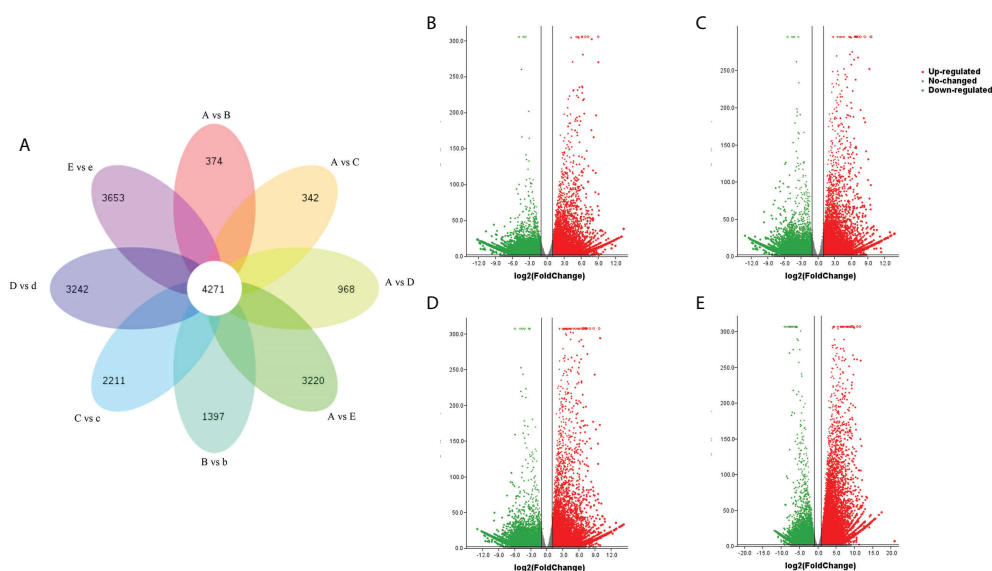 A
A vs B
374
E vs e
3653
A vs C
342
D vs d
3242
4271
A vs D
968
C vs c
2211
B vs b
1397
A vs E
3220
B
300.0
250.0
200.0
150.0
100.0
50.0
0.0
-12.0 -9.0 -6.0 -3.0 0.0 3.0 6.0 9.0 12.0
log2(FoldChange)
C
300.0
250.0
200.0
150.0
100.0
50.0
0.0
-12.0 -9.0 -6.0 -3.0 0.0 3.0 6.0 9.0 12.0
log2(FoldChange)
Up-regulated
No-changed
Down-regulated
D
300.0
250.0
200.0
150.0
100.0
50.0
0.0
-12.0 -9.0 -6.0 -3.0 0.0 3.0 6.0 9.0 12.0
log2(FoldChange)
E
300.0
250.0
200.0
150.0
100.0
50.0
0.0
-20.0 -15.0 -10.0 -5.0 0.0 5.0 10.0 15.0 20.0
log2(FoldChange)